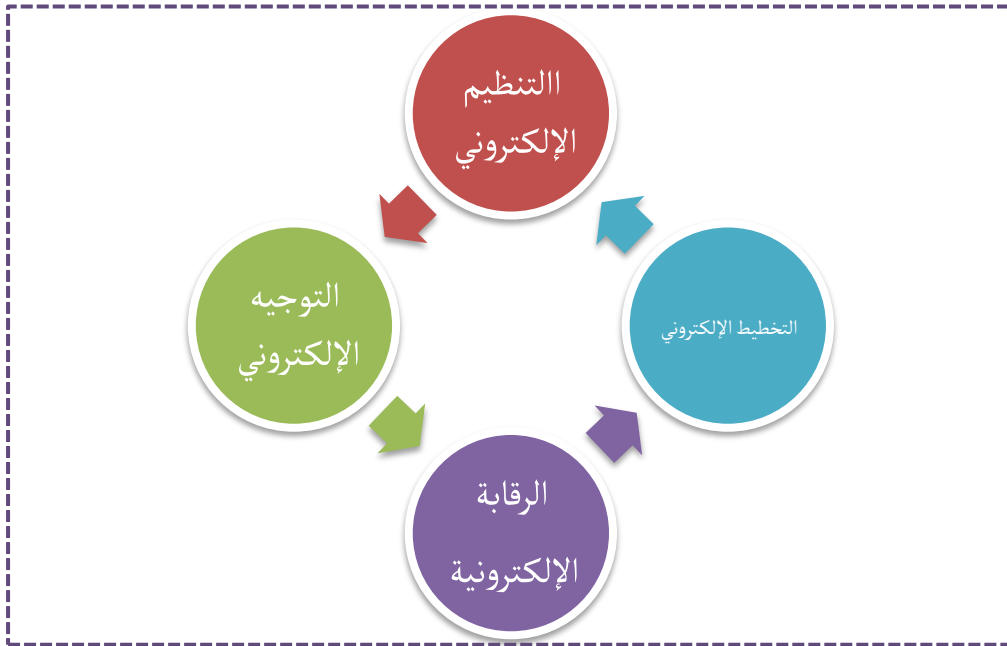 االتنظيم
الإلكتروني
التخطيط الإلكتروني
التوجيه
الإلكتروني
الرقابة
الإلكترونية